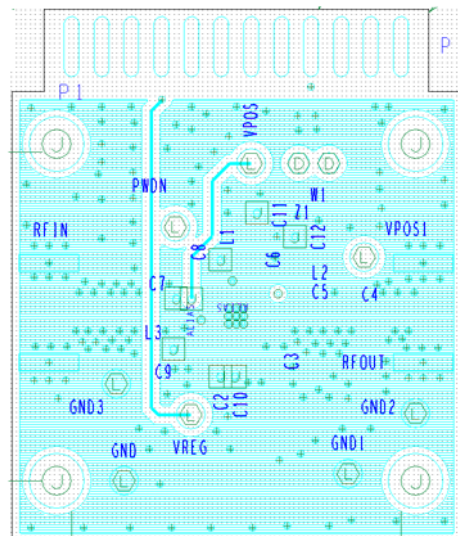 P
P1
VPOS
PWDN
W1
C11
Z1
C12
RFIN
VPOS1
L1
C8
C6
L2
C7
C5
C4
L3
C3
RFOUT
C9
C2
C10
GND3
GND2
VREG
GND
GND1
J
J
L
D
D
J
J
L
J
J
J
J
L
L
L
L
L
J
J